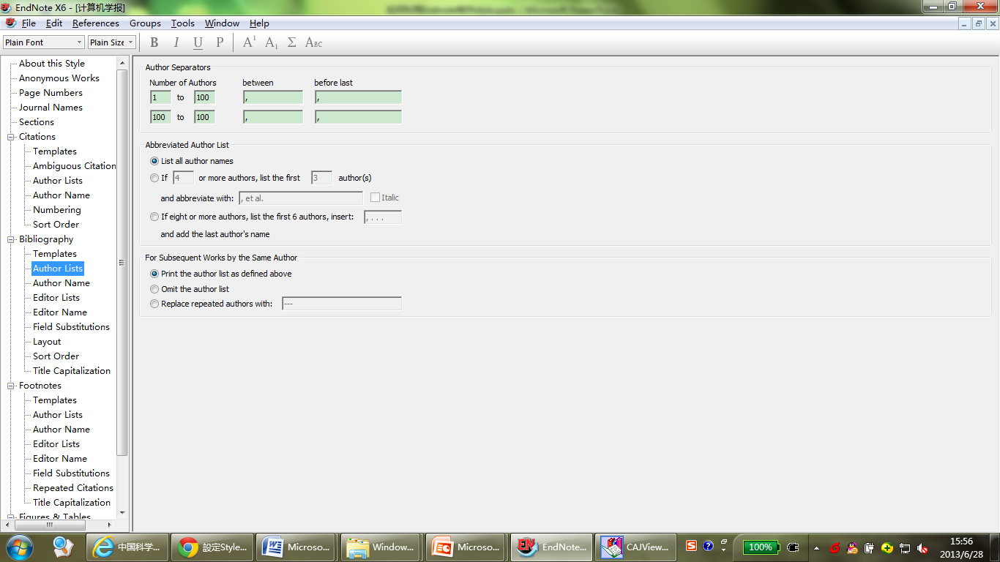 EndNote X6 - [计算机学报]
File Edit References Groups Tools Window Help
Plain Font Plain Size B I U P A¹ A₁ Σ ABC
About this Style
Anonymous Works
Page Numbers
Journal Names
Sections
Citations
Templates
Ambiguous Citation
Author Lists
Author Name
Numbering
Sort Order
Bibliography
Templates
Author Lists
Author Name
Editor Lists
Editor Name
Field Substitutions
Layout
Sort Order
Title Capitalization
Footnotes
Templates
Author Lists
Author Name
Editor Lists
Editor Name
Field Substitutions
Repeated Citations
Title Capitalization
Figures & Tables
Author Separators
Number of Authors between before last
1 to 100 , ,
100 to 100 , ,
Abbreviated Author List
List all author names
If 4 or more authors, list the first 3 author(s)
and abbreviate with: , et al. Italic
If eight or more authors, list the first 6 authors, insert: , . . .
and add the last author's name
For Subsequent Works by the Same Author
Print the author list as defined above
Omit the author list
Replace repeated authors with: ---
中国科学... 設定Style... Microso... Window... Microso... EndNote... CAJView... 100% 15:56
2013/6/28